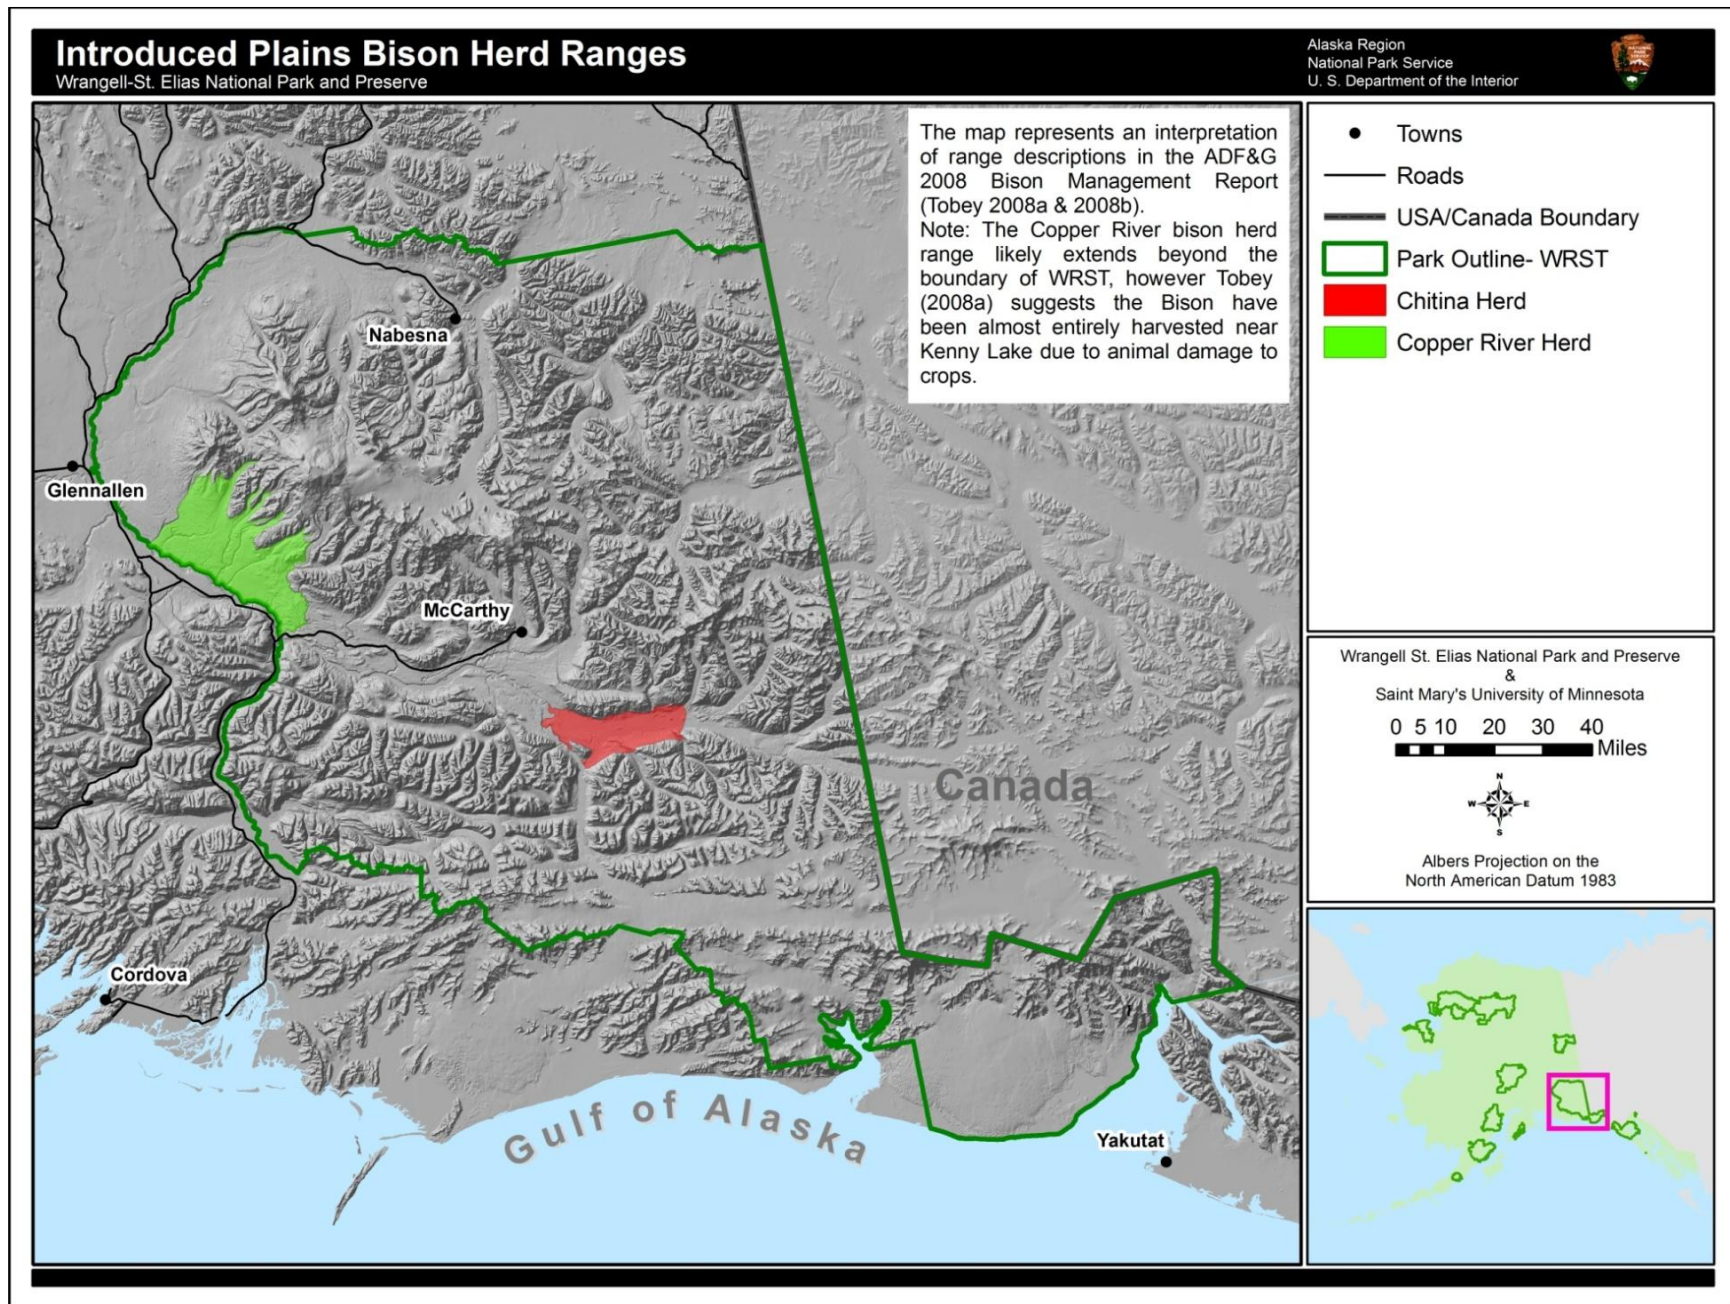 Introduced Plains Bison Herd Ranges
Wrangell-St. Elias National Park and Preserve
Alaska Region
National Park Service
U. S. Department of the Interior
The map represents an interpretation
of range descriptions in the ADF&G
2008 Bison Management Report
(Tobey 2008a & 2008b).
Note: The Copper River bison herd
range likely extends beyond the
boundary of WRST, however Tobey
(2008a) suggests the Bison have
been almost entirely harvested near
Kenny Lake due to animal damage to
crops.
Nabesna
Glennallen
McCarthy
Canada
Cordova
Gulf of Alaska
Yakutat
Towns
Roads
USA/Canada Boundary
Park Outline- WRST
Chitina Herd
Copper River Herd
Wrangell St. Elias National Park and Preserve
&
Saint Mary's University of Minnesota
0 5 10 20 30 40
Miles
N
W E
S
Albers Projection on the
North American Datum 1983